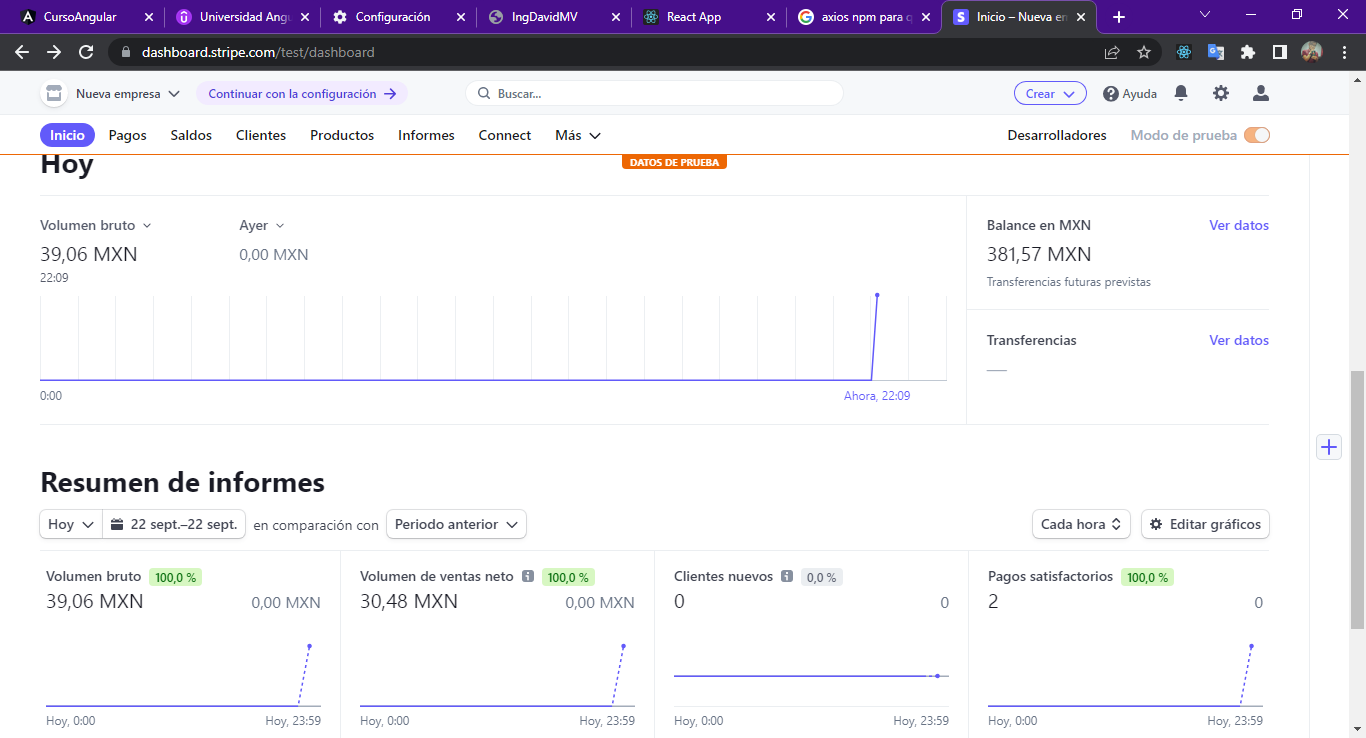 CursoAngular
Universidad Angu
Configuración
IngDavidMV
React App
axios npm para q
Inicio – Nueva en
dashboard.stripe.com/test/dashboard
Nueva empresa
Continuar con la configuración
Buscar...
Crear
Ayuda
Inicio
Pagos
Saldos
Clientes
Productos
Informes
Connect
Más
Desarrolladores
Modo de prueba
DATOS DE PRUEBA
Hoy
Volumen bruto
Ayer
39,06 MXN
0,00 MXN
22:09
0:00
Ahora, 22:09
Balance en MXN
Ver datos
381,57 MXN
Transferencias futuras previstas
Transferencias
Ver datos
—
Resumen de informes
Hoy
22 sept.–22 sept.
en comparación con
Periodo anterior
Cada hora
Editar gráficos
Volumen bruto 100,0 %
39,06 MXN
0,00 MXN
Hoy, 0:00
Hoy, 23:59
Volumen de ventas neto 100,0 %
30,48 MXN
0,00 MXN
Hoy, 0:00
Hoy, 23:59
Clientes nuevos 0,0 %
0
0
Hoy, 0:00
Hoy, 23:59
Pagos satisfactorios 100,0 %
2
0
Hoy, 0:00
Hoy, 23:59